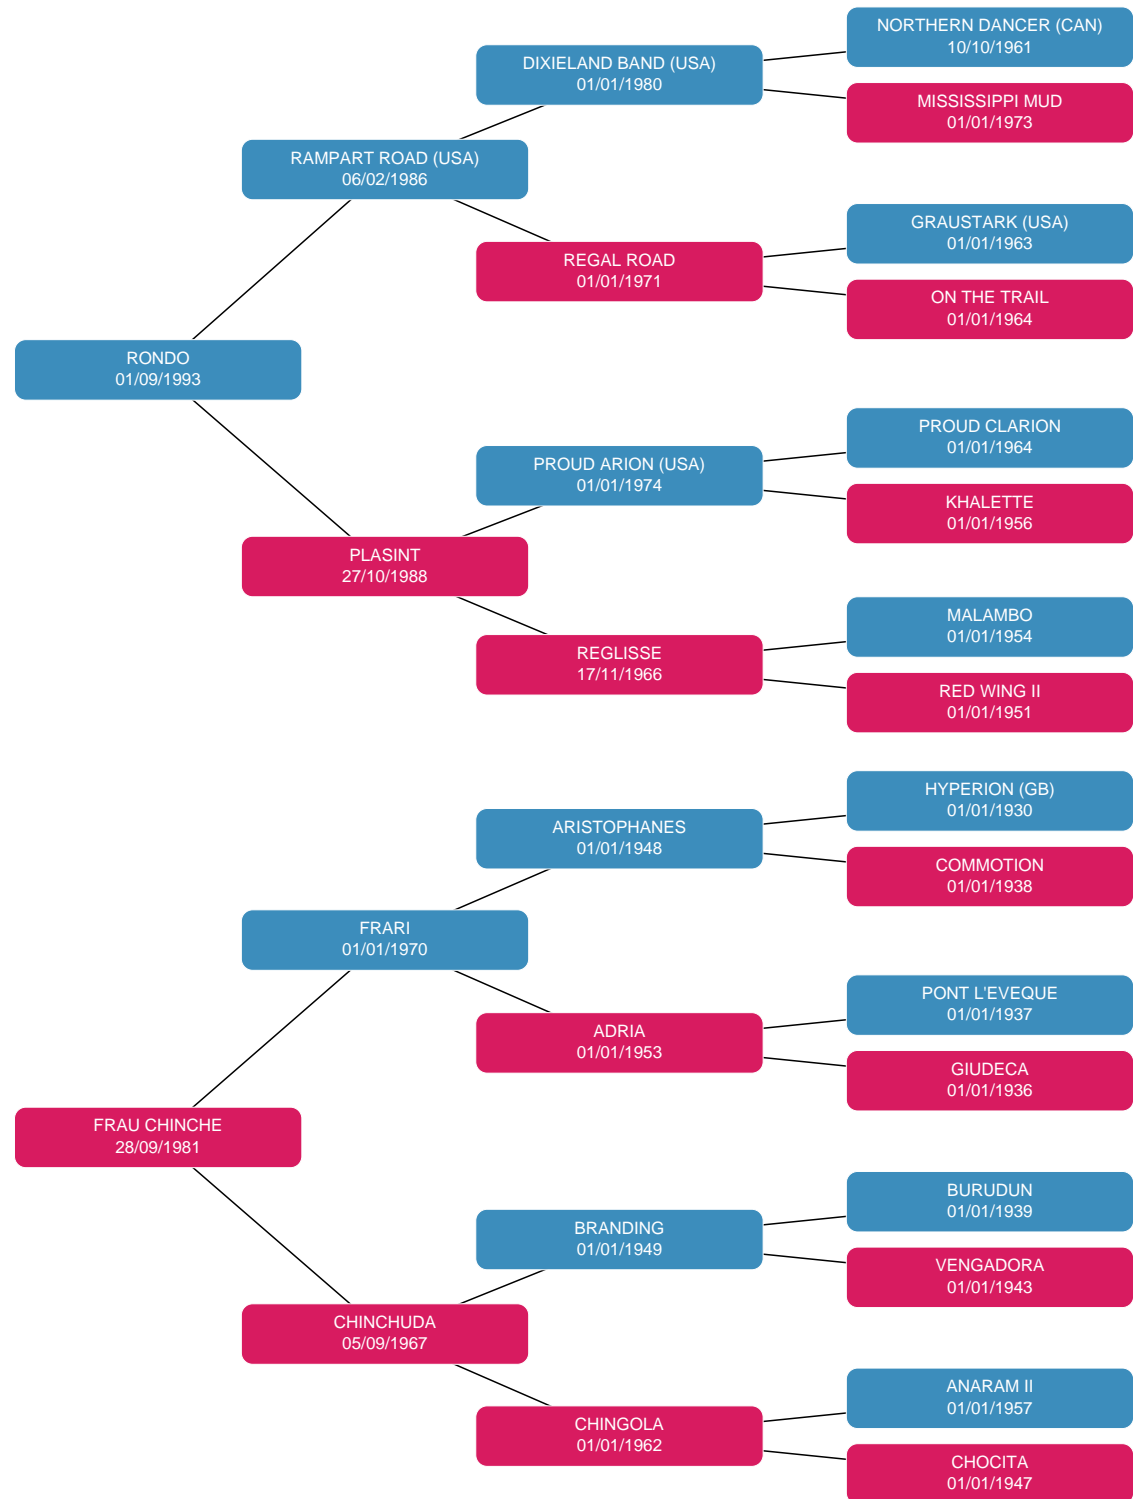 NORTHERN DANCER (CAN)
10/10/1961
DIXIELAND BAND (USA)
01/01/1980
MISSISSIPPI MUD
01/01/1973
RAMPART ROAD (USA)
06/02/1986
GRAUSTARK (USA)
01/01/1963
REGAL ROAD
01/01/1971
ON THE TRAIL
01/01/1964
RONDO
01/09/1993
PROUD CLARION
01/01/1964
PROUD ARION (USA)
01/01/1974
KHALETTE
01/01/1956
PLASINT
27/10/1988
MALAMBO
01/01/1954
REGLISSE
17/11/1966
RED WING II
01/01/1951
HYPERION (GB)
01/01/1930
ARISTOPHANES
01/01/1948
COMMOTION
01/01/1938
FRARI
01/01/1970
PONT L'EVEQUE
01/01/1937
ADRIA
01/01/1953
GIUDECA
01/01/1936
FRAU CHINCHE
28/09/1981
BURUDUN
01/01/1939
BRANDING
01/01/1949
VENGADORA
01/01/1943
CHINCHUDA
05/09/1967
ANARAM II
01/01/1957
CHINGOLA
01/01/1962
CHOCITA
01/01/1947